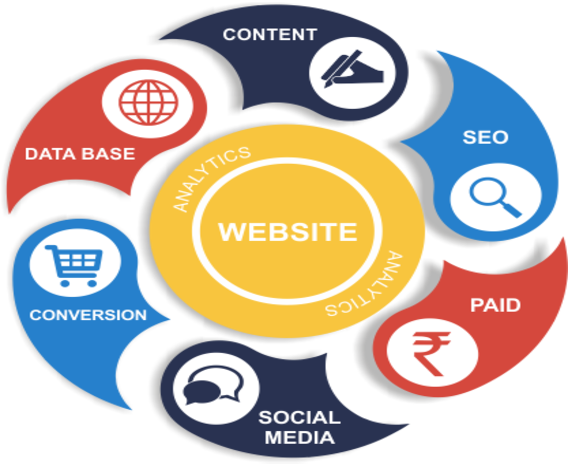 CONTENT
SEO
PAID
SOCIAL
MEDIA
CONVERSION
DATA BASE
ANALYTICS
WEBSITE
ANALYTICS
₹